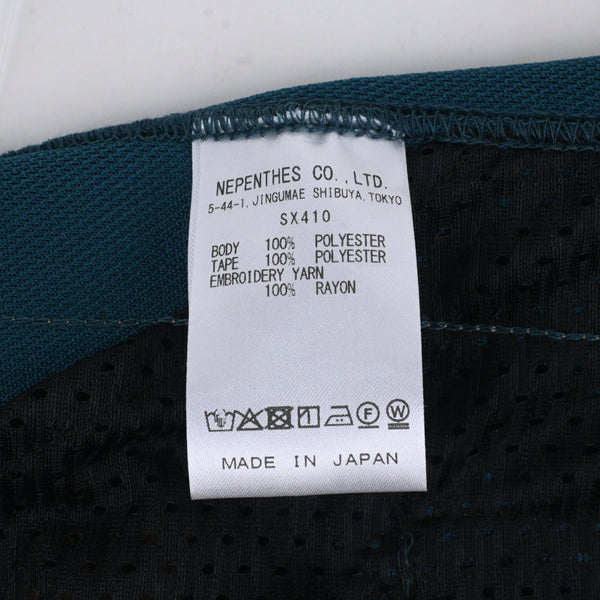 NEPENTHES CO.,LTD.
5-44-1, JINGUMAE SHIBUYA, TOKYO
SX410
BODY 100% POLYESTER
TAPE 100% POLYESTER
EMBROIDERY YARN
100% RAYON
F W
MADE IN JAPAN